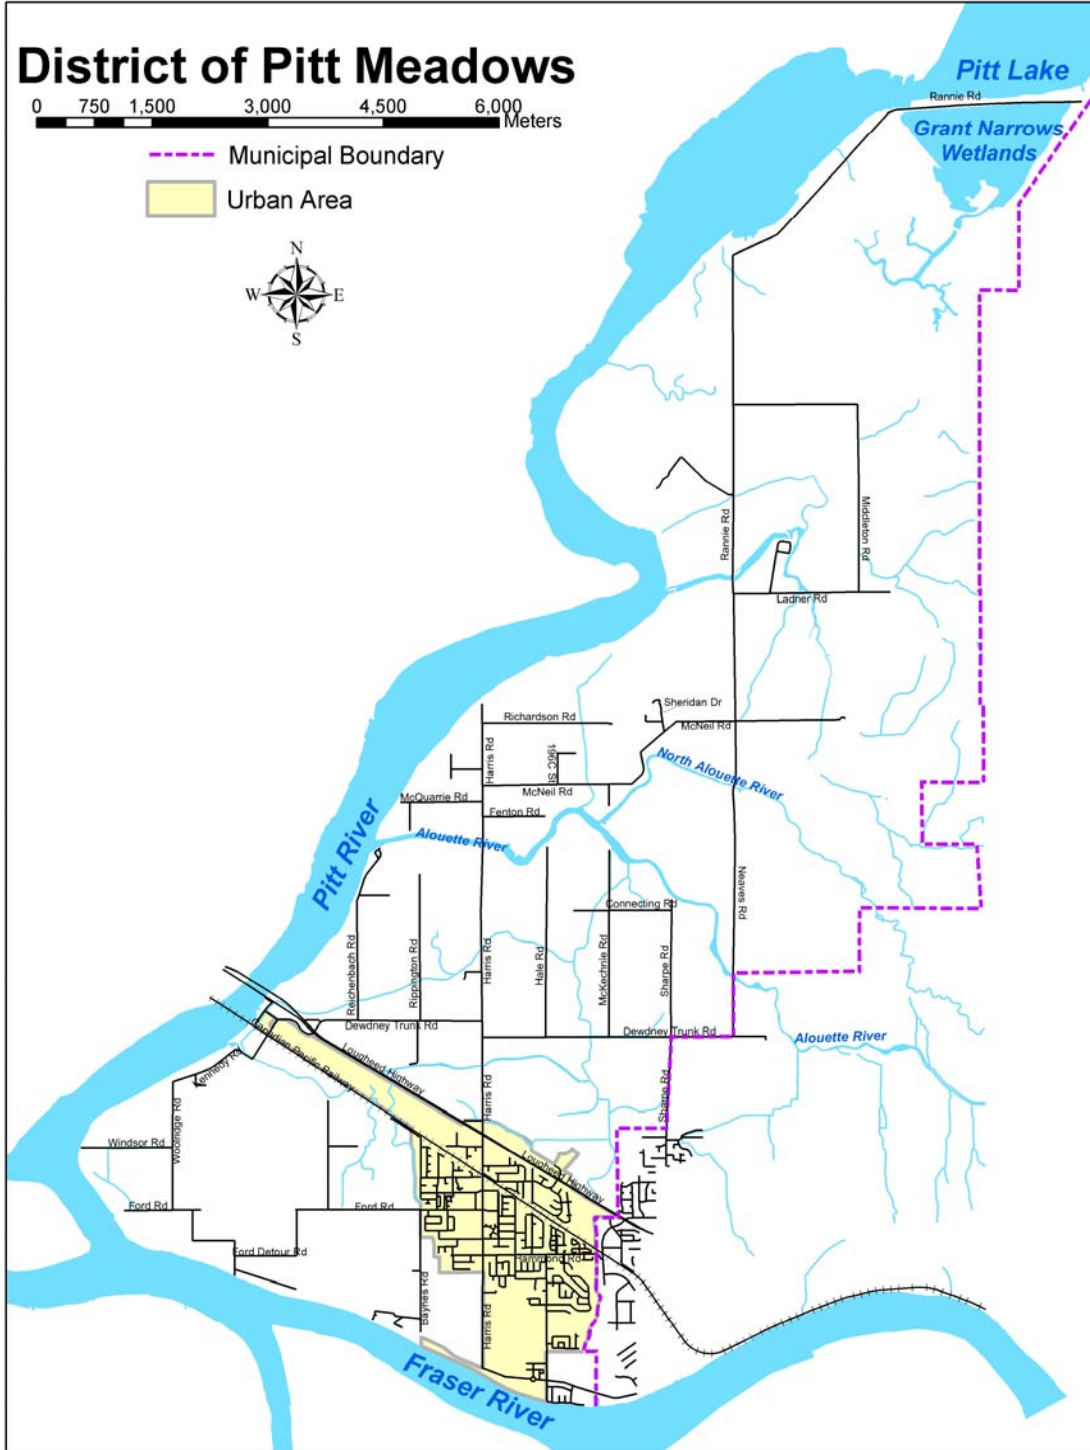 District of Pitt Meadows
0 750 1,500 3,000 4,500 6,000
Meters
Municipal Boundary
Urban Area
N
W E
S
Pitt Lake
Rannie Rd
Grant Narrows
Wetlands
Rannie Rd
Middleton Rd
Ladner Rd
Sheridan Dr
Richardson Rd
McNeil Rd
Harris Rd
196C St
North Alouette River
McNeil Rd
McQuarrie Rd
Fenton Rd
Pitt River
Alouette River
Neaves Rd
Connecting Rd
Reichenbach Rd
Rippington Rd
Harris Rd
Hale Rd
McKechnie Rd
Sharpe Rd
Dewdney Trunk Rd
Dewdney Trunk Rd
Alouette River
Canadian Pacific Railway
Lougheed Highway
Kennedy Rd
Harris Rd
Sharpe Rd
Woolridge Rd
Windsor Rd
Lougheed Highway
Ford Rd
Ford Rd
Ford Detour Rd
Hammond Rd
Baynes Rd
Harris Rd
Fraser River